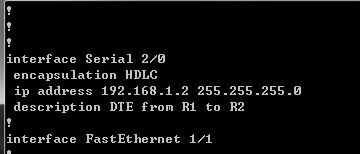 !
!
!
interface Serial 2/0
encapsulation HDLC
ip address 192.168.1.2 255.255.255.0
description DTE from R1 to R2
!
interface FastEthernet 1/1
!